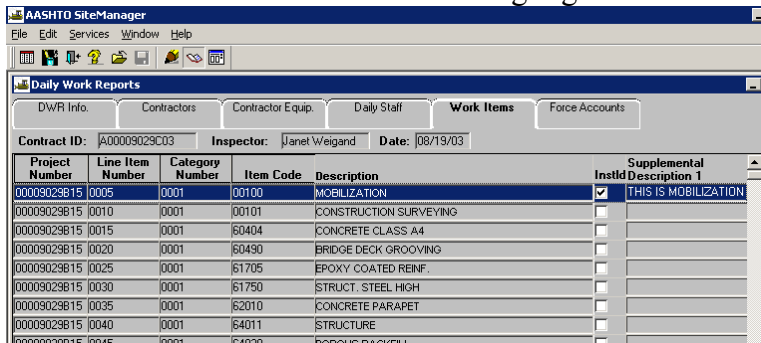 AASHTO SiteManager
File Edit Services Window Help
Daily Work Reports
DWR Info. Contractors Contractor Equip. Daily Staff Work Items Force Accounts
Contract ID: A00009029C03 Inspector: Janet Weigand Date: 08/19/03
Project Number Line Item Number Category Number Item Code Description Instld Supplemental Description 1
00009029B15 0005 0001 00100 MOBILIZATION THIS IS MOBILIZATION
00009029B15 0010 0001 00101 CONSTRUCTION SURVEYING
00009029B15 0015 0001 60404 CONCRETE CLASS A4
00009029B15 0020 0001 60490 BRIDGE DECK GROOVING
00009029B15 0025 0001 61705 EPOXY COATED REINF.
00009029B15 0030 0001 61750 STRUCT. STEEL HIGH
00009029B15 0035 0001 62010 CONCRETE PARAPET
00009029B15 0040 0001 64011 STRUCTURE
00009029B15 0045 0001 POROUS BACKFILL